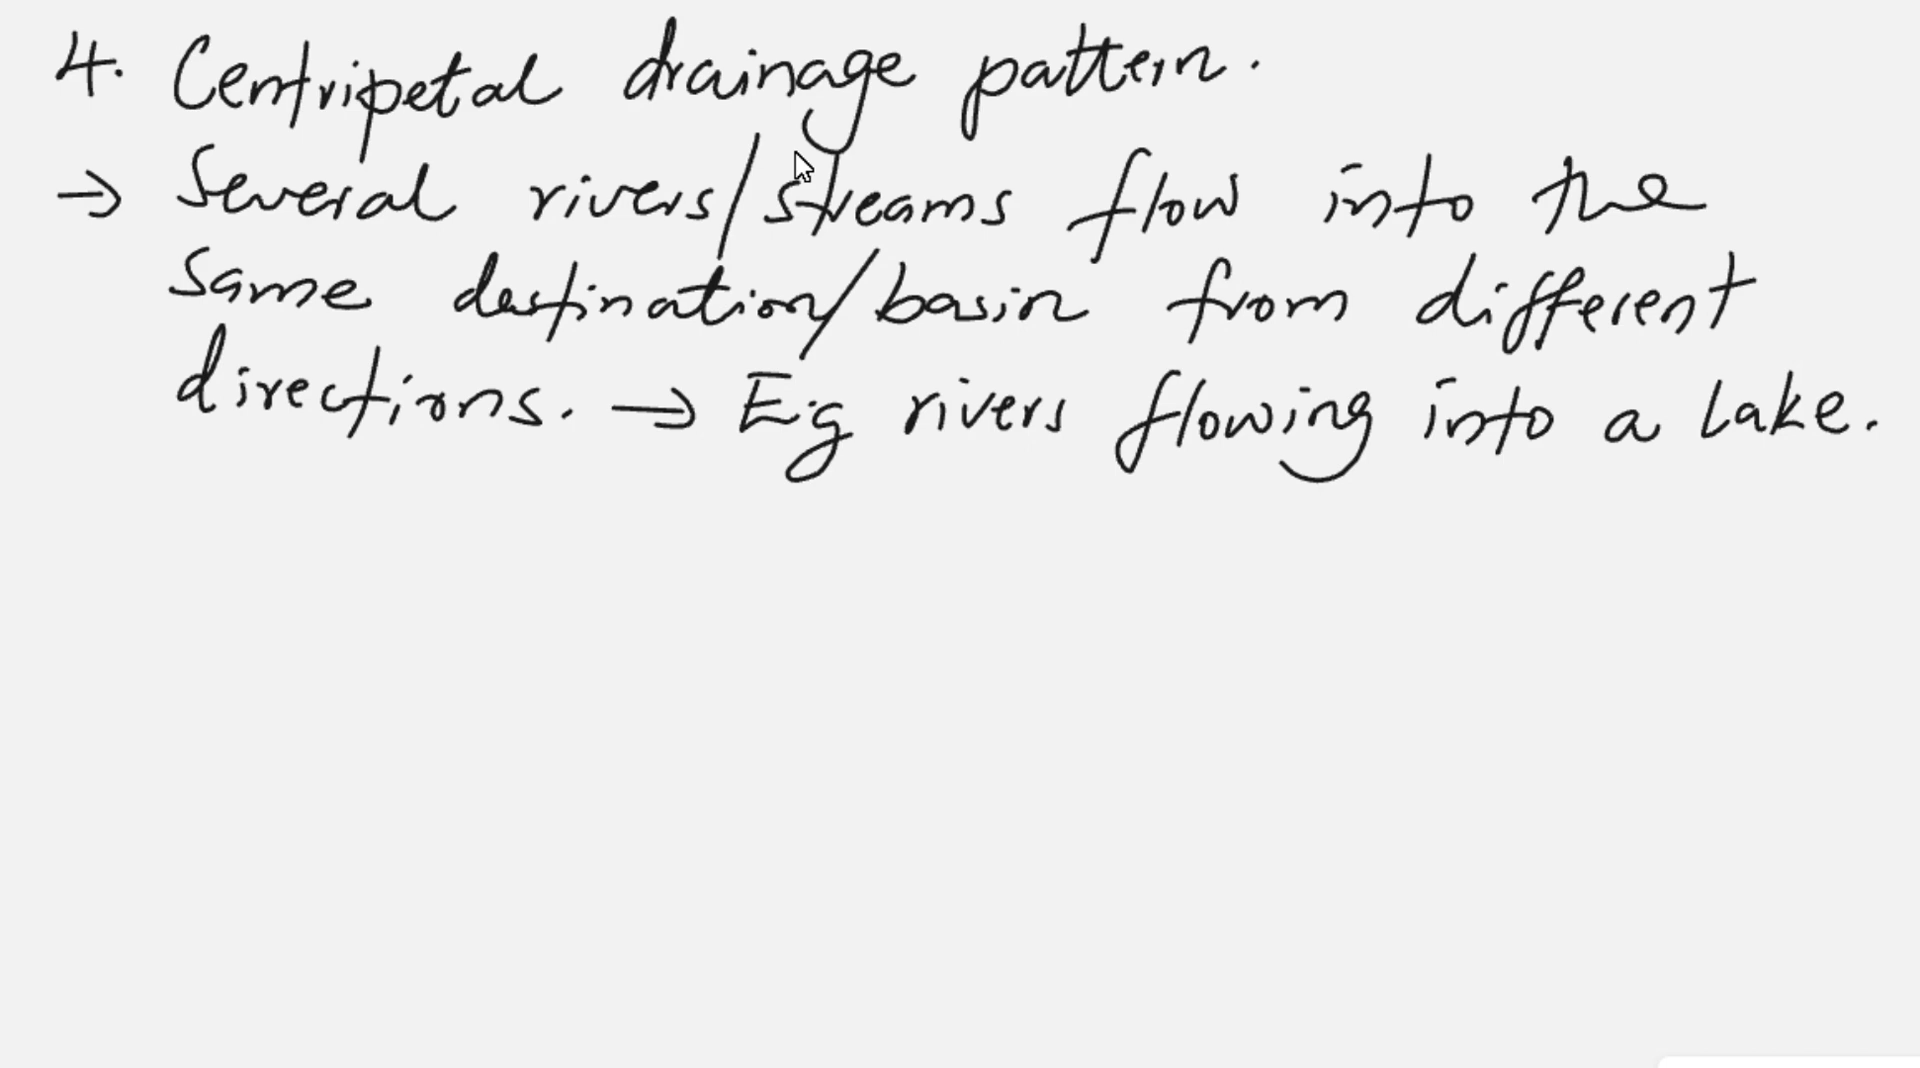 4. Centripetal drainage pattern.
→ Several rivers/streams flow into the
same destination/basin from different
directions. → Eg rivers flowing into a lake.